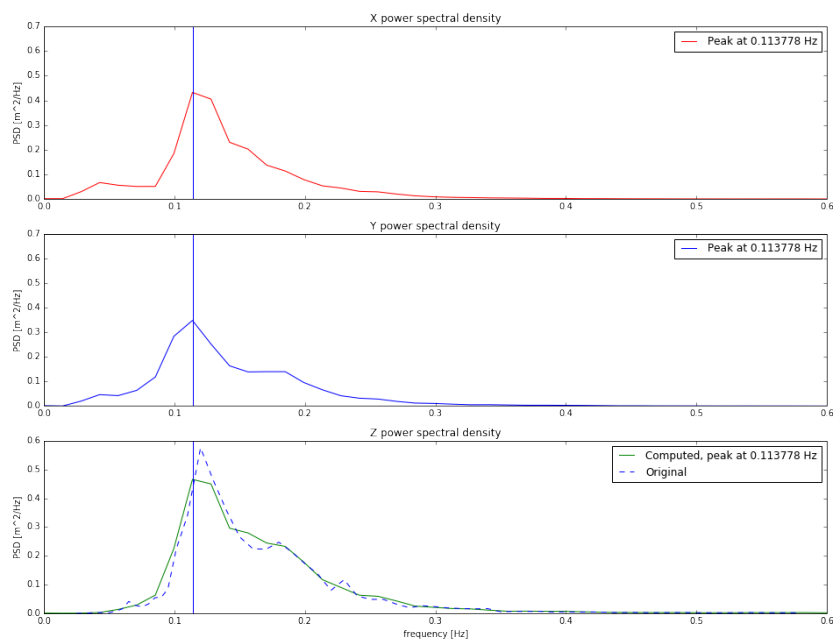 X power spectral density
PSD [m^2/Hz]
0.7
0.6
0.5
0.4
0.3
0.2
0.1
0.0
Peak at 0.113778 Hz
0.0 0.1 0.2 0.3 0.4 0.5 0.6
Y power spectral density
PSD [m^2/Hz]
0.7
0.6
0.5
0.4
0.3
0.2
0.1
0.0
Peak at 0.113778 Hz
0.0 0.1 0.2 0.3 0.4 0.5 0.6
Z power spectral density
PSD [m^2/Hz]
0.6
0.5
0.4
0.3
0.2
0.1
0.0
Computed, peak at 0.113778 Hz
Original
0.0 0.1 0.2 0.3 0.4 0.5 0.6
frequency [Hz]